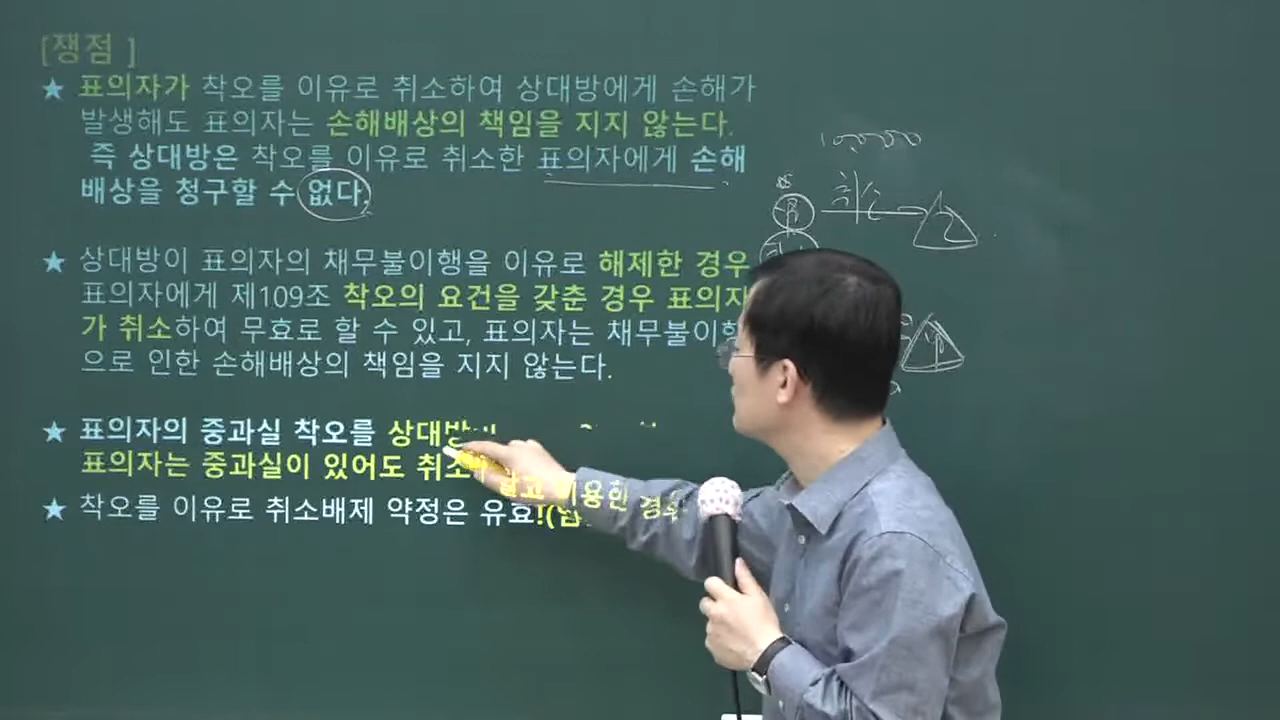 [쟁점 ]
★ 표의자가 착오를 이유로 취소하여 상대방에게 손해가
발생해도 표의자는 손해배상의 책임을 지지 않는다.
즉 상대방은 착오를 이유로 취소한 표의자에게 손해
배상을 청구할 수 없다.
취소
★ 상대방이 표의자의 채무불이행을 이유로 해제한 경우
표의자에게 제109조 착오의 요건을 갖춘 경우 표의자
가 취소하여 무효로 할 수 있고, 표의자는 채무불이행
으로 인한 손해배상의 책임을 지지 않는다.
★ 표의자의 중과실 착오를 상대방
표의자는 중과실이 있어도 취소
알고 이용한 경우
★ 착오를 이유로 취소배제 약정은 유효!(임